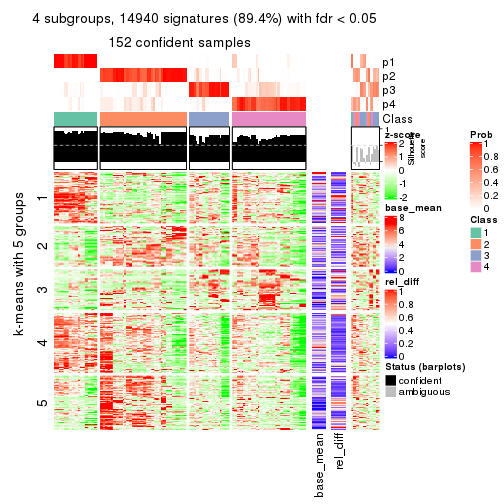 4 subgroups, 14940 signatures (89.4%) with fdr < 0.05
152 confident samples
p1
p2
p3
p4
Class
1
z-score
2
1
0
-1
-2
Silhouette
score
Prob
1
0.8
0.6
0.4
0.2
0
base_mean
8
6
4
2
0
Class
1
2
3
4
rel_diff
1
0.8
0.6
0.4
0.2
0
Status (barplots)
confident
ambiguous
k-means with 5 groups
1
2
3
4
5
base_mean
rel_diff